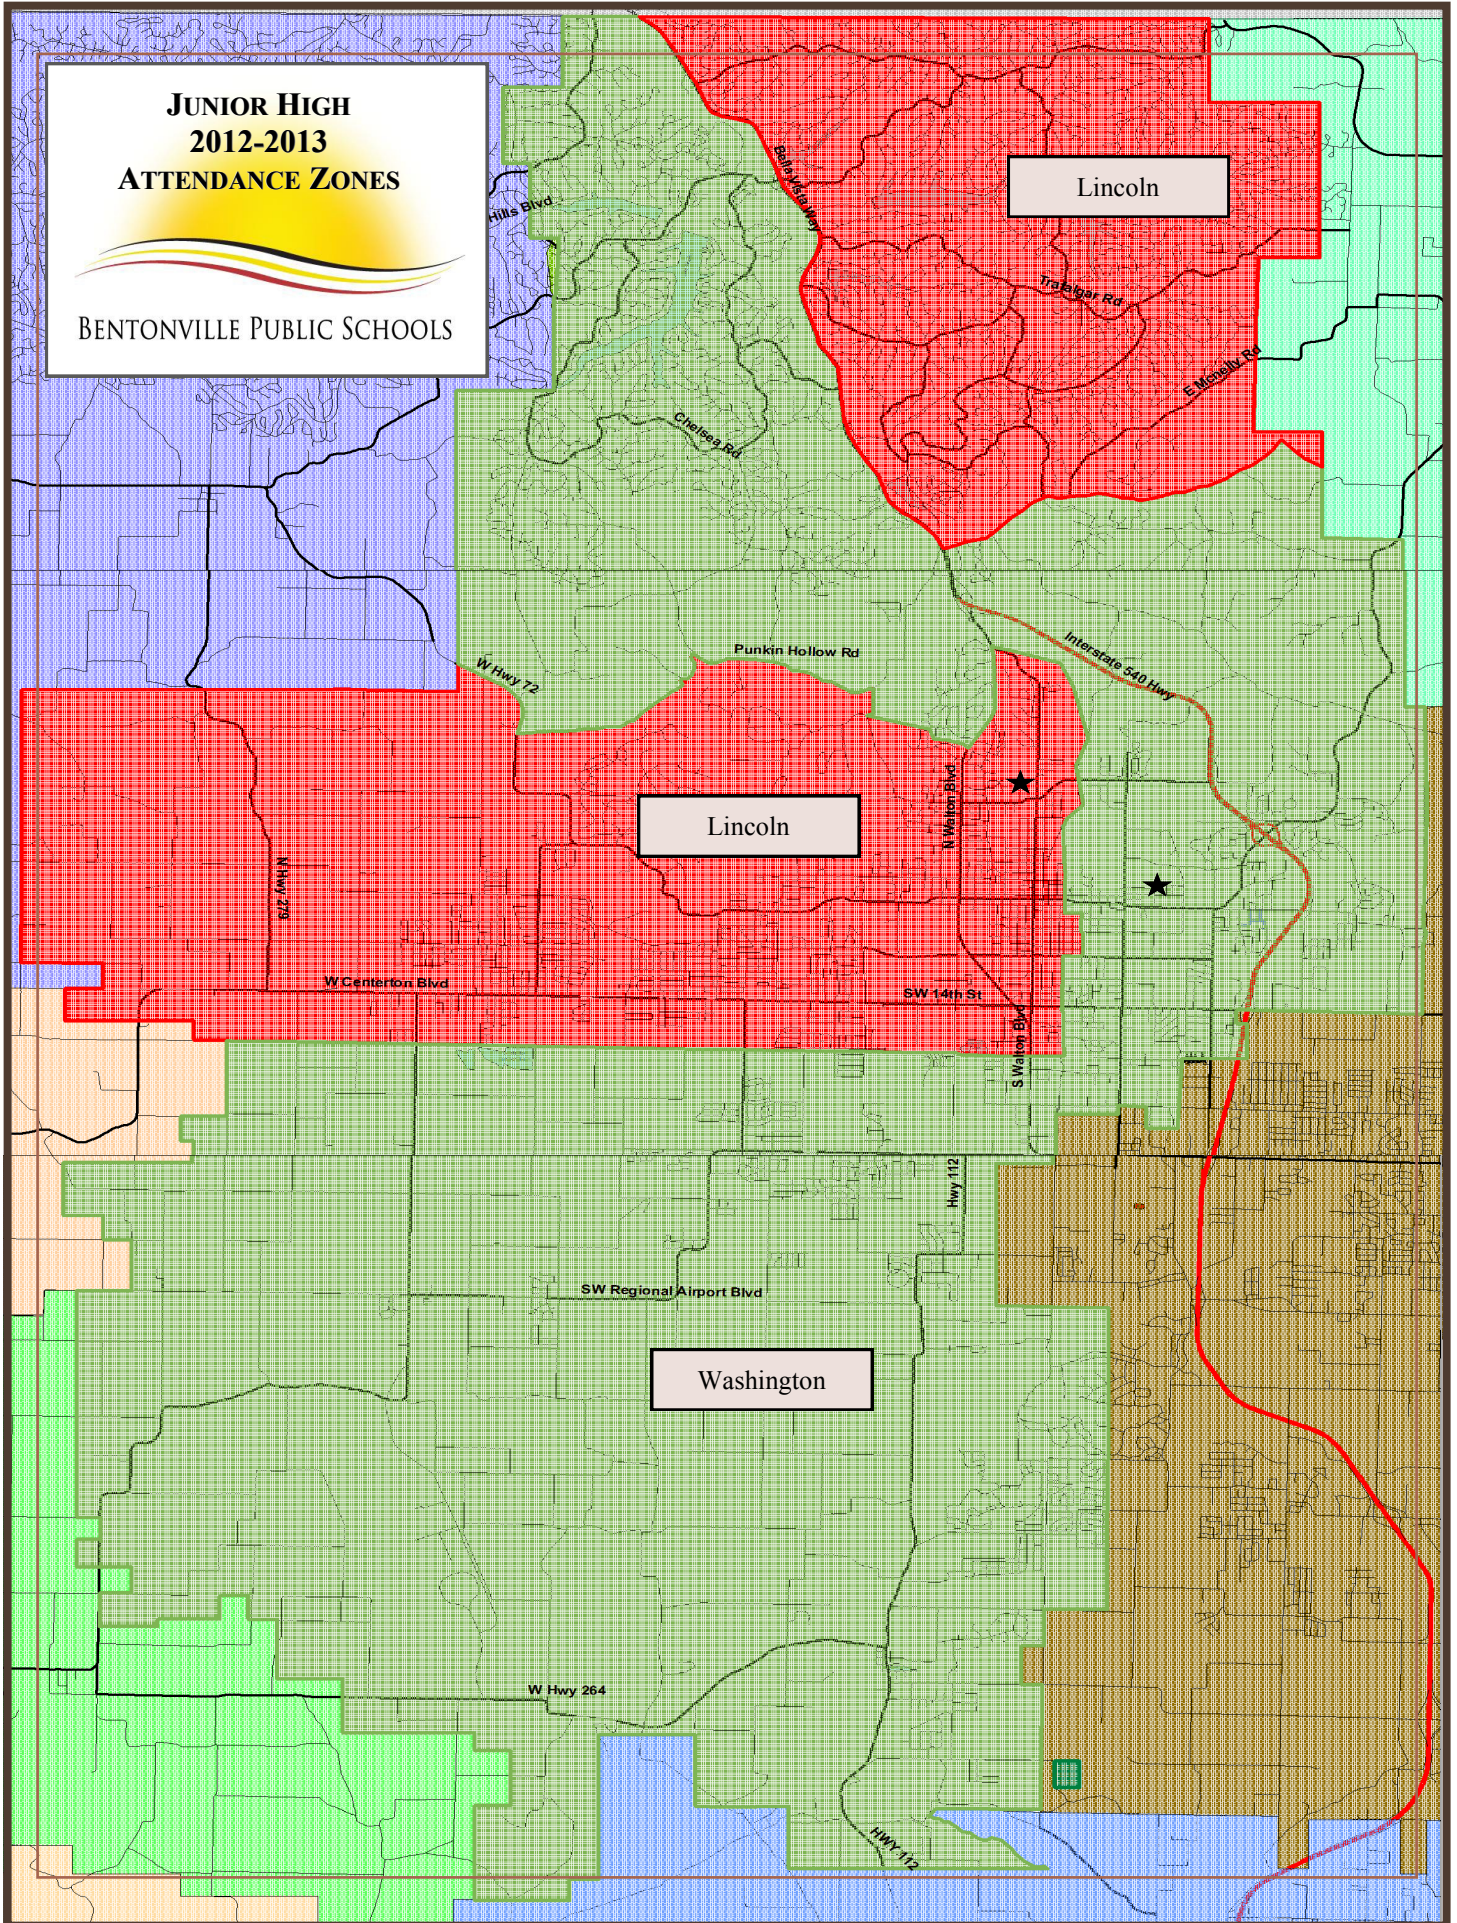 JUNIOR HIGH
2012-2013
ATTENDANCE ZONES
BENTONVILLE PUBLIC SCHOOLS
Bella Vista Way
Lincoln
Hills Blvd
Trafalgar Rd
E Mcnelly Rd
Chelsea Rd
Punkin Hollow Rd
Interstate 540 Hwy
W Hwy 72
N Walton Blvd
Lincoln
N Hwy 279
W Centerton Blvd
SW 14th St
S Walton Blvd
Hwy 112
SW Regional Airport Blvd
Washington
W Hwy 264
HWY 112